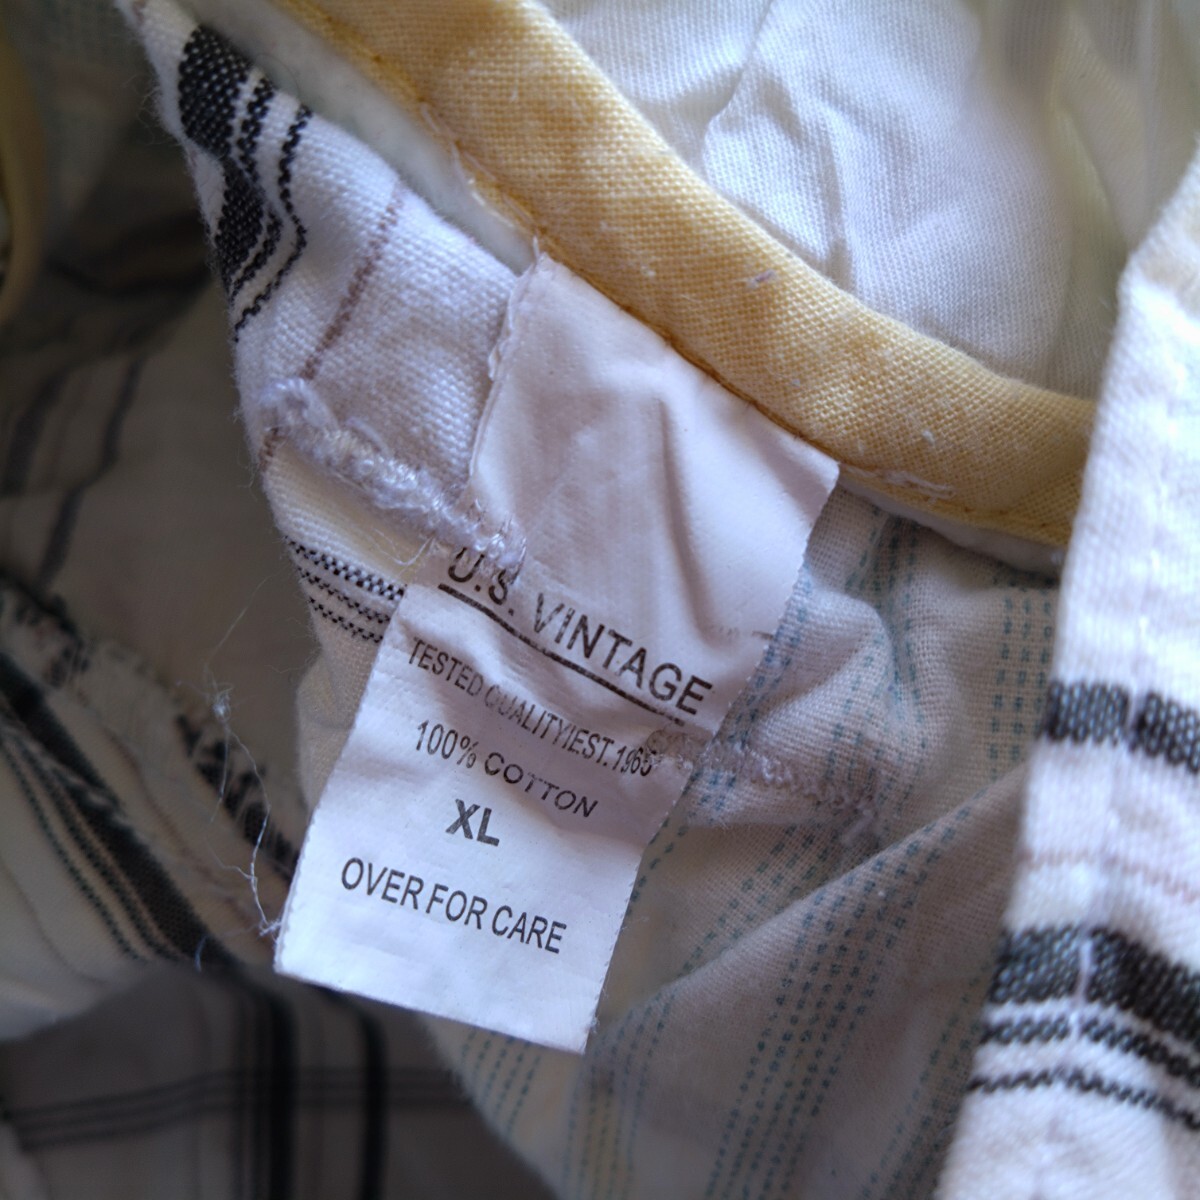 U.S. VINTAGE
TESTED QUALITY/EST. 1965
100% COTTON
XL
OVER FOR CARE